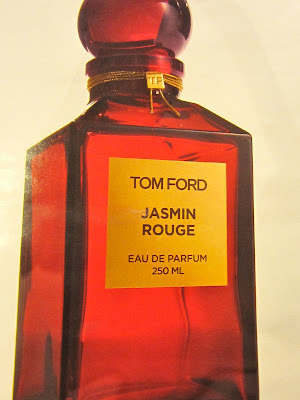 TF
TOM FORD
JASMIN
ROUGE
EAU DE PARFUM
250 ML